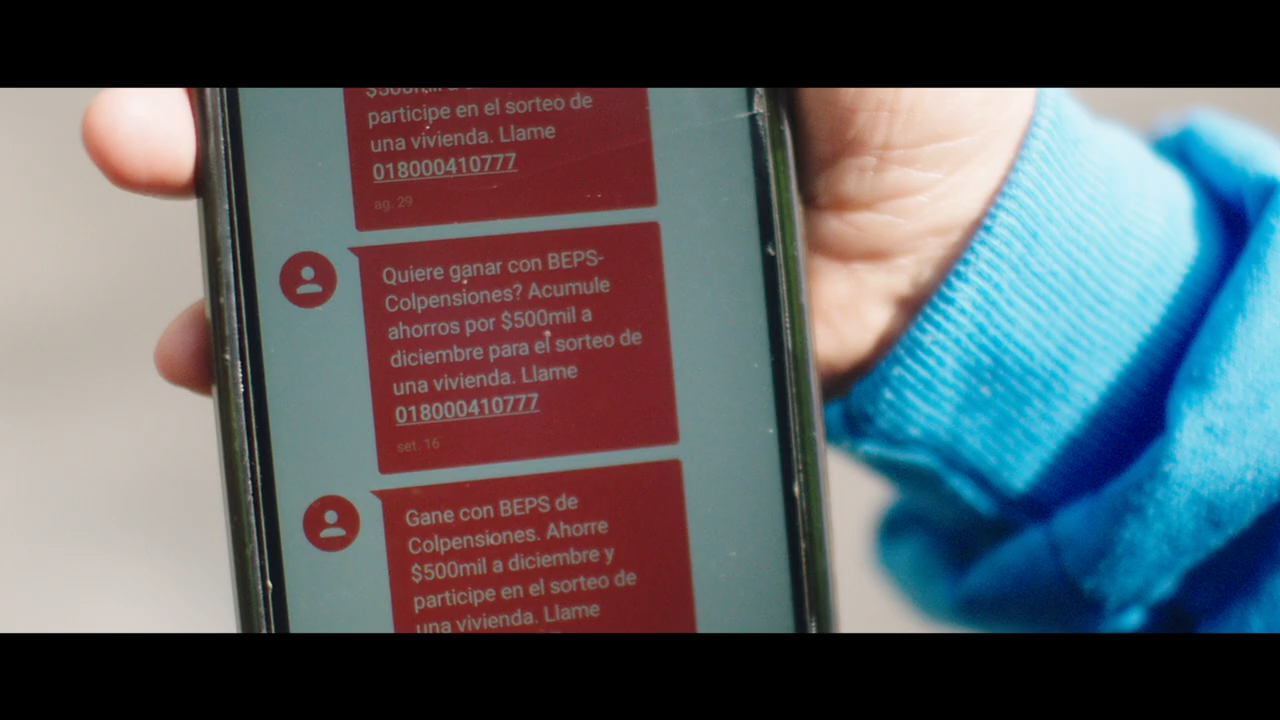 $500mil a
participe en el sorteo de
una vivienda. Llame
018000410777
ag. 29
Quiere ganar con BEPS-
Colpensiones? Acumule
ahorros por $500mil a
diciembre para el sorteo de
una vivienda. Llame
018000410777
set. 16
Gane con BEPS de
Colpensiones. Ahorre
$500mil a diciembre y
participe en el sorteo de
una vivienda. Llame